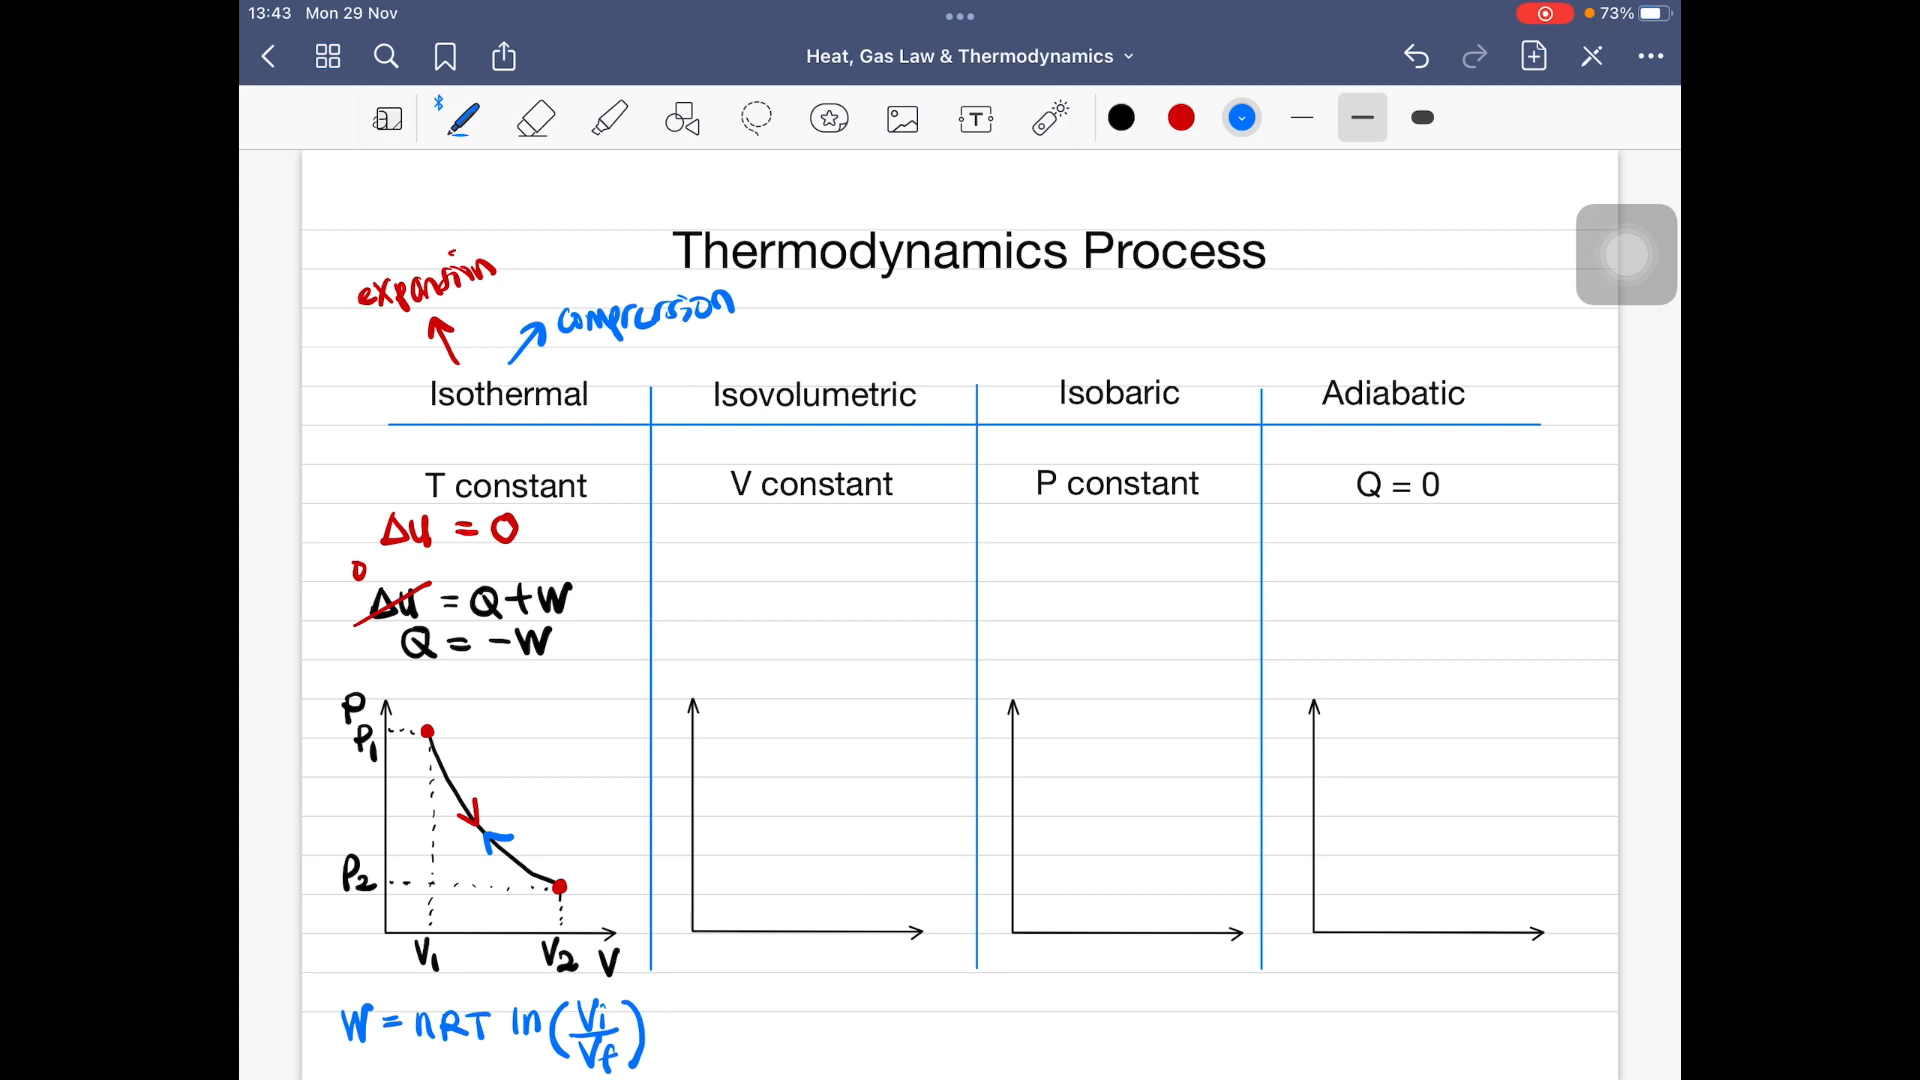 13:43 Mon 29 Nov
73%
Heat, Gas Law & Thermodynamics
T
Thermodynamics Process
expansion
compression
Isothermal Isovolumetric Isobaric Adiabatic
T constant V constant P constant Q = 0
ΔU = 0
0
ΔU = Q + W
Q = -W
P
P1
P2
V1 V2 V
W = nRT ln (Vi/Vf)